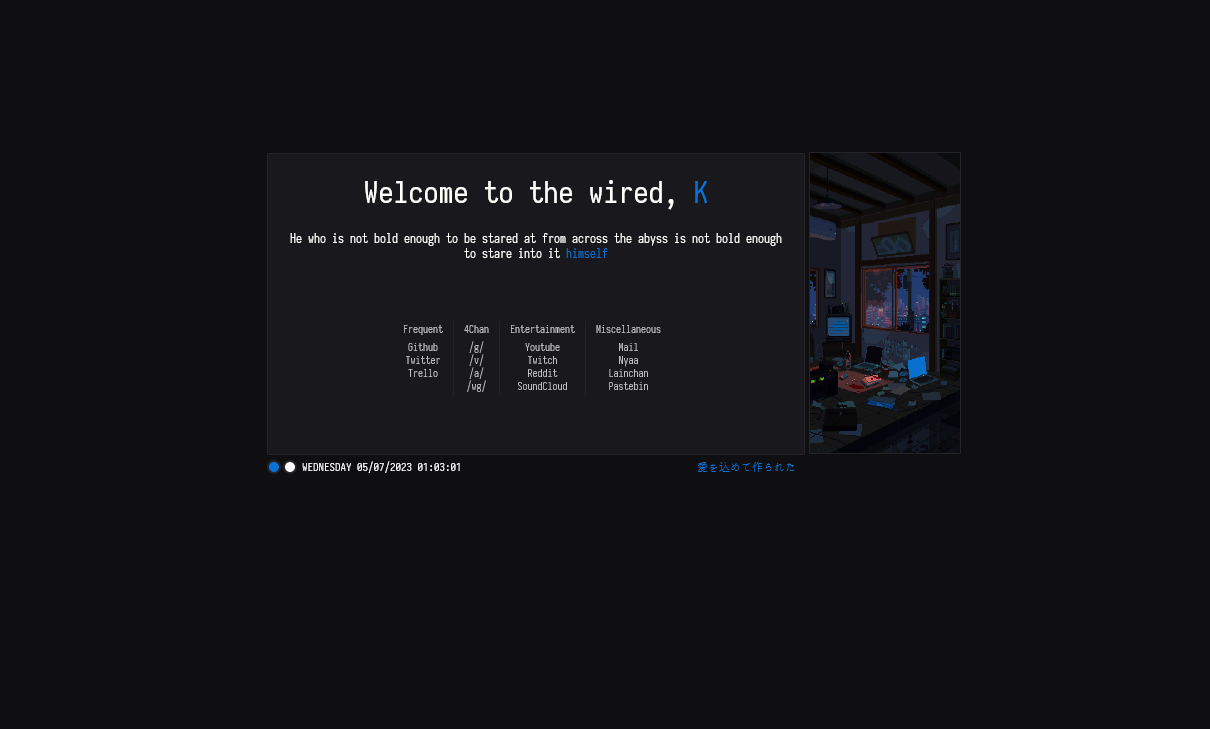 Welcome to the wired, K
He who is not bold enough to be stared at from across the abyss is not bold enough
to stare into it himself
Frequent
Github
Twitter
Trello
4Chan
/g/
/v/
/a/
/wg/
Entertainment
Youtube
Twitch
Reddit
SoundCloud
Miscellaneous
Mail
Nyaa
Lainchan
Pastebin
WEDNESDAY 05/07/2023 01:03:01
愛を込めて作られた